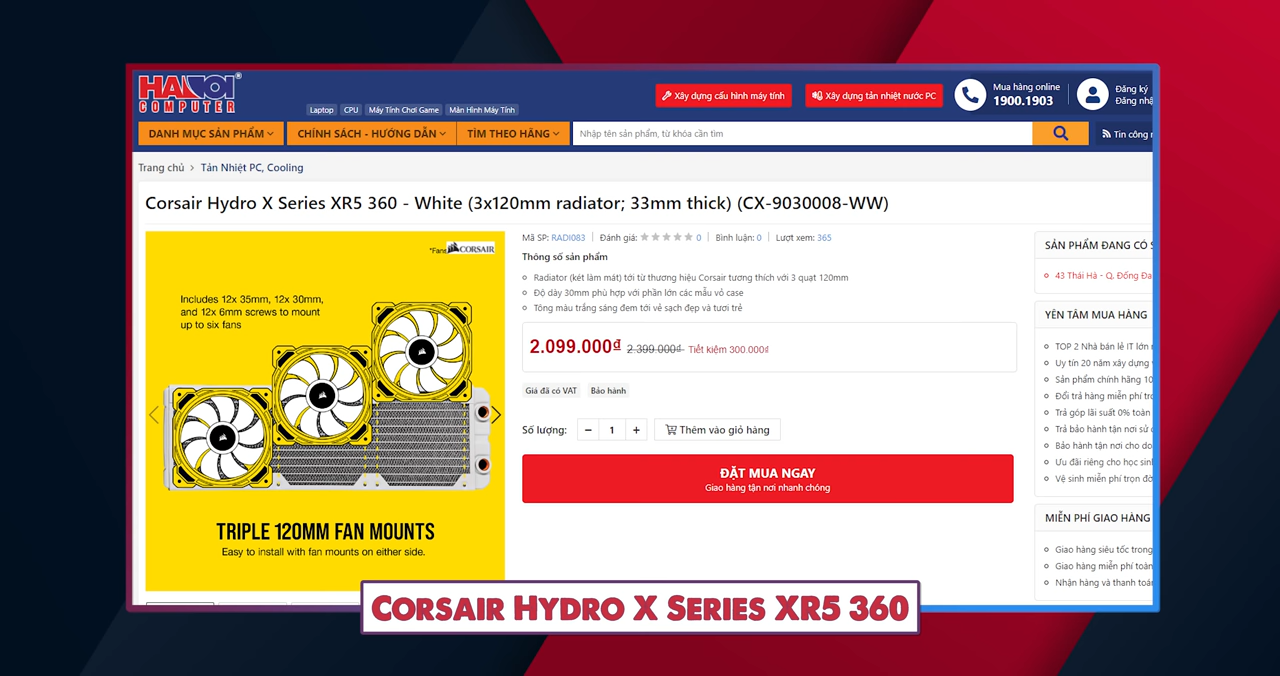 HANOI
COMPUTER
Laptop CPU Máy Tính Chơi Game Màn Hình Máy Tính
Xây dựng cấu hình máy tính
Xây dựng tản nhiệt nước PC
Mua hàng online
1900.1903
Đăng ký
Đăng
DANH MỤC SẢN PHẨM
CHÍNH SÁCH - HƯỚNG DẪN
TÌM THEO HÃNG
Nhập tên sản phẩm, từ khóa cần tìm
Tin công
Trang chủ > Tản Nhiệt PC, Cooling
Corsair Hydro X Series XR5 360 - White (3x120mm radiator; 33mm thick) (CX-9030008-WW)
*Fans CORSAIR
Includes 12x 35mm, 12x 30mm,
and 12x 6mm screws to mount
up to six fans
TRIPLE 120MM FAN MOUNTS
Easy to install with fan mounts on either side.
Mã SP: RADI083 | Đánh giá: 0 | Bình luận: 0 | Lượt xem: 365
Thông số sản phẩm
Radiator (két làm mát) tới từ thương hiệu Corsair tương thích với 3 quạt 120mm
Độ dày 30mm phù hợp với phần lớn các mẫu vỏ case
Tông màu trắng sáng đem tới vẻ sạch đẹp và tươi trẻ
2.099.000đ 2.399.000đ Tiết kiệm 300.000đ
Giá đã có VAT Bảo hành
Số lượng: − 1 + Thêm vào giỏ hàng
ĐẶT MUA NGAY
Giao hàng tận nơi nhanh chóng
SẢN PHẨM ĐANG CÓ
43 Thái Hà - Q, Đống Đa
YÊN TÂM MUA HÀNG
TOP 2 Nhà bán lẻ IT lớn
Uy tín 20 năm xây dựng
Sản phẩm chính hãng
Đổi trả hàng miễn phí
Trả góp lãi suất 0% toàn
Trả bảo hành tận nơi sử
Bảo hành tận nơi cho
Ưu đãi riêng cho học
Vệ sinh miễn phí trọn
MIỄN PHÍ GIAO HÀNG
Giao hàng siêu tốc trong
Giao hàng miễn phí toàn
Nhận hàng và thanh
CORSAIR HYDRO X SERIES XR5 360